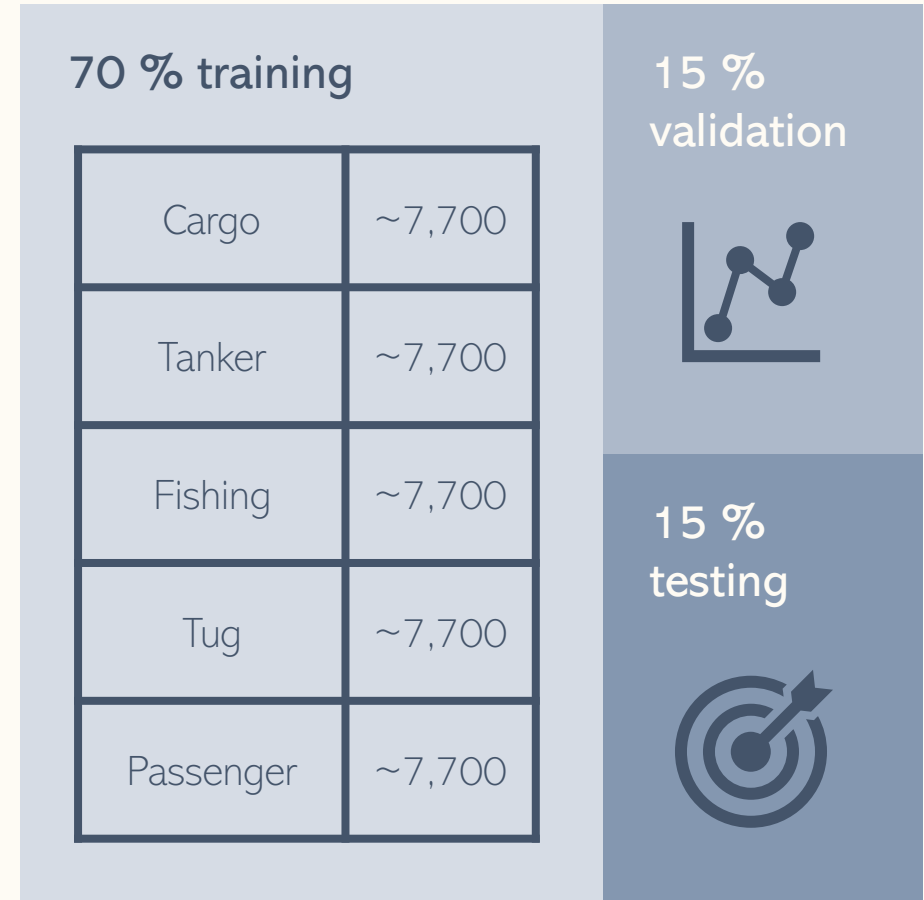 70 % training
Cargo ~7,700
Tanker ~7,700
Fishing ~7,700
Tug ~7,700
Passenger ~7,700
15 %
validation
15 %
testing